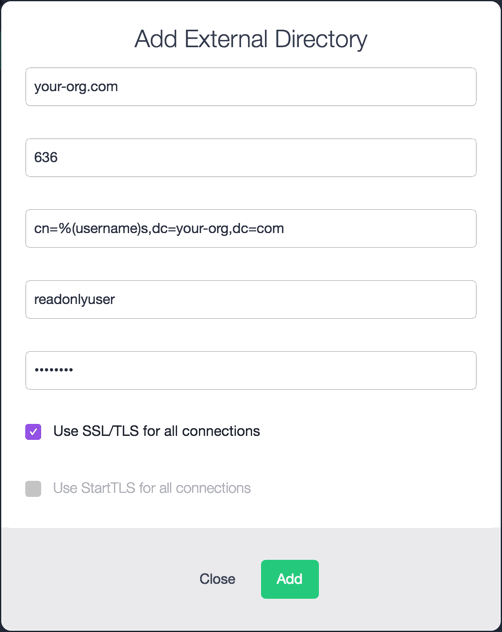 Add External Directory
your-org.com
636
cn=%(username)s,dc=your-org,dc=com
readonlyuser
••••••••
Use SSL/TLS for all connections
Use StartTLS for all connections
Close
Add